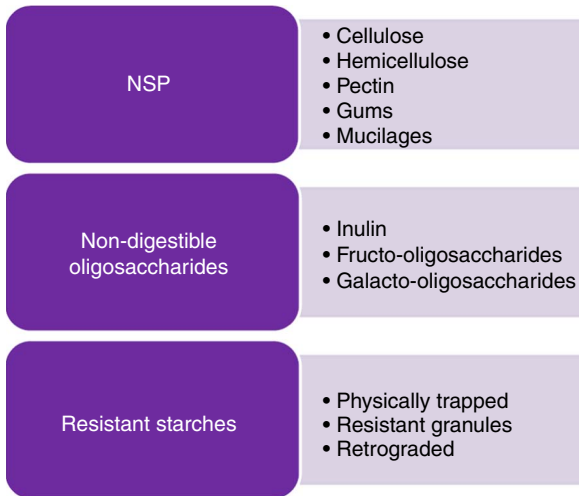 NSP
• Cellulose
• Hemicellulose
• Pectin
• Gums
• Mucilages
Non-digestible
oligosaccharides
• Inulin
• Fructo-oligosaccharides
• Galacto-oligosaccharides
Resistant starches
• Physically trapped
• Resistant granules
• Retrograded